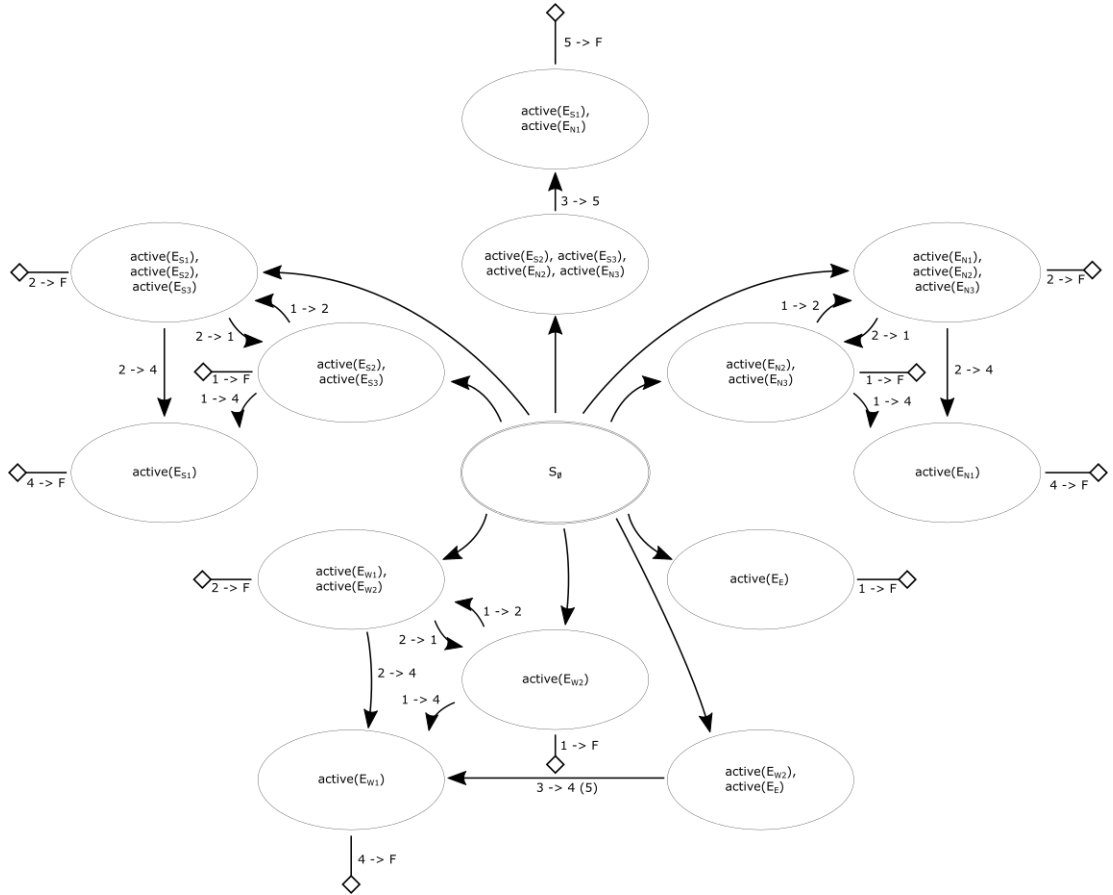 5 -> F
active(E_S1),
active(E_N1)
3 -> 5
active(E_S2), active(E_S3),
active(E_N2), active(E_N3)
active(E_S1),
active(E_S2),
active(E_S3)
2 -> F
1 -> 2
2 -> 1
2 -> 4
active(E_S2),
active(E_S3)
1 -> F
1 -> 4
active(E_S1)
4 -> F
active(E_N1),
active(E_N2),
active(E_N3)
2 -> F
1 -> 2
2 -> 1
2 -> 4
active(E_N2),
active(E_N3)
1 -> F
1 -> 4
active(E_N1)
4 -> F
S_ø
active(E_W1),
active(E_W2)
2 -> F
1 -> 2
2 -> 1
2 -> 4
active(E_E)
1 -> F
active(E_W2)
1 -> 4
1 -> F
active(E_W1)
3 -> 4 (5)
active(E_W2),
active(E_E)
4 -> F